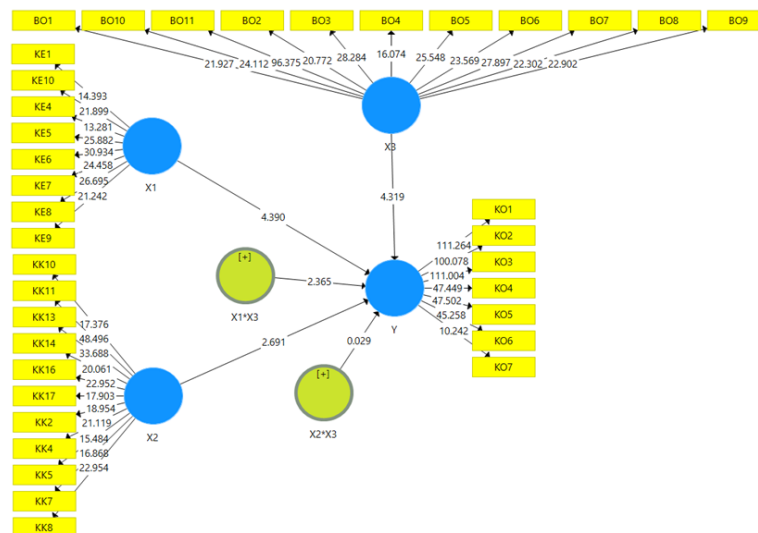 BO1 BO10 BO11 BO2 BO3 BO4 BO5 BO6 BO7 BO8 BO9
21.927 24.112 96.375 20.772 28.284 16.074 25.548 23.569 27.897 22.302 22.902
X3
4.319
KE1
KE10
KE4
KE5
KE6
KE7
KE8
KE9
14.393
21.899
13.281
25.882
30.934
24.458
26.695
21.242
X1
4.390
[+]
X1*X3
2.365
KK10
KK11
KK13
KK14
KK16
KK17
KK2
KK4
KK5
KK7
KK8
17.376
48.496
33.688
20.061
22.952
17.903
18.954
21.119
15.484
16.868
22.954
X2
2.691
[+]
X2*X3
0.029
Y
111.264
100.078
111.004
47.449
47.502
45.258
10.242
KO1
KO2
KO3
KO4
KO5
KO6
KO7